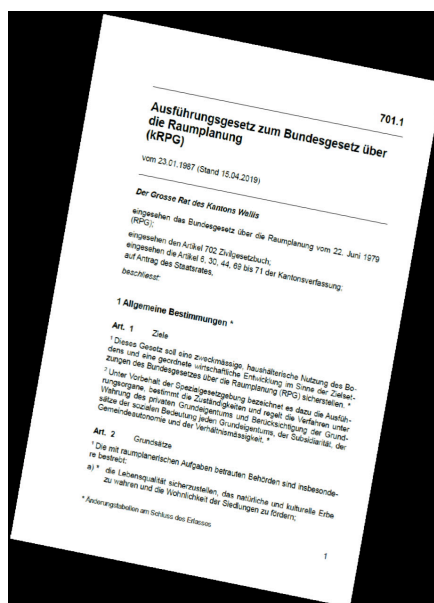 701.1
Ausführungsgesetz zum Bundesgesetz über
die Raumplanung
(kRPG)
vom 23.01.1987 (Stand 15.04.2019)
Der Grosse Rat des Kantons Wallis
eingesehen das Bundesgesetz über die Raumplanung vom 22. Juni 1979
(RPG);
eingesehen den Artikel 702 Zivilgesetzbuch;
eingesehen die Artikel 6, 30, 44, 69 bis 71 der Kantonsverfassung;
auf Antrag des Staatsrates,
beschliesst:
1 Allgemeine Bestimmungen *
Art. 1 Ziele
1 Dieses Gesetz soll eine zweckmässige, haushälterische Nutzung des Bo-
dens und eine geordnete wirtschaftliche Entwicklung im Sinne der Zielset-
zungen des Bundesgesetzes über die Raumplanung (RPG) sicherstellen. *
2 Unter Vorbehalt der Spezialgesetzgebung bezeichnet es dazu die Ausfüh-
rungsorgane, bestimmt die Zuständigkeiten und regelt die Verfahren unter
Wahrung des privaten Grundeigentums und Berücksichtigung der Grund-
sätze der sozialen Bedeutung jeden Grundeigentums, der Subsidiarität, der
Gemeindeautonomie und der Verhältnismässigkeit. *
Art. 2 Grundsätze
1 Die mit raumplanerischen Aufgaben betrauten Behörden sind insbesonde-
re bestrebt:
a) * die Lebensqualität sicherzustellen, das natürliche und kulturelle Erbe
zu wahren und die Wohnlichkeit der Siedlungen zu fördern;
* Änderungstabellen am Schluss des Erlasses
1